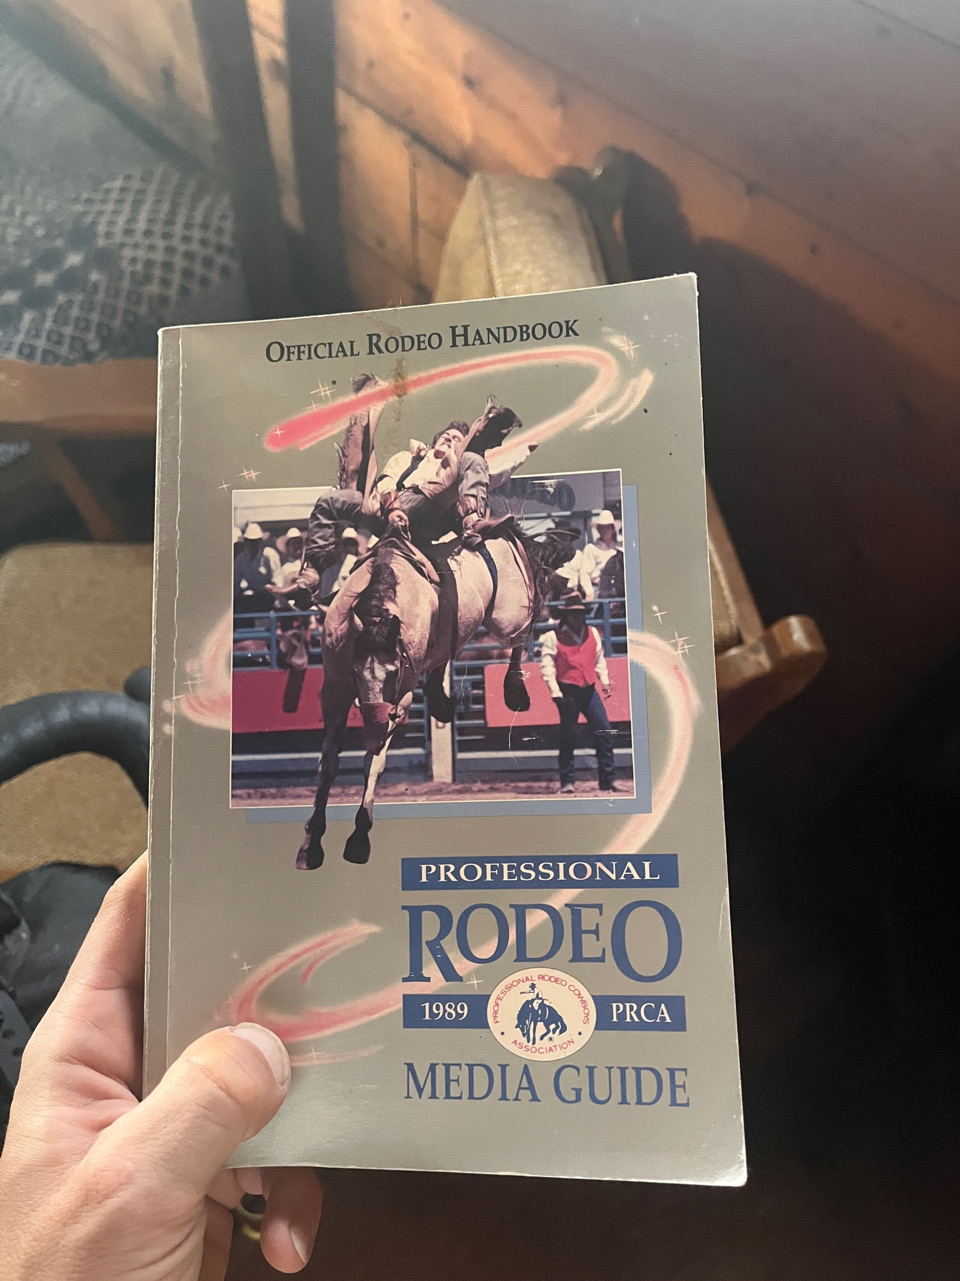 OFFICIAL RODEO HANDBOOK
PROFESSIONAL
RODEO
1989 PRCA
PROFESSIONAL RODEO COWBOYS
ASSOCIATION
MEDIA GUIDE